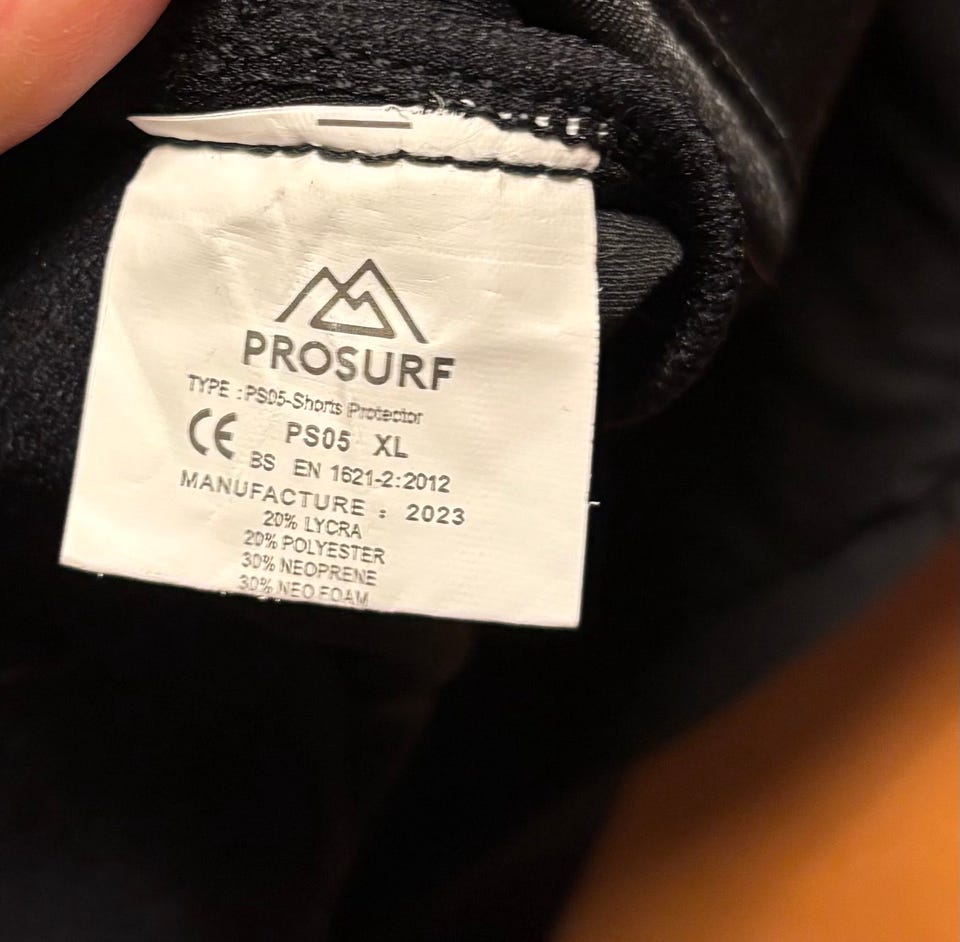 PROSURF
TYPE : PS05-Shorts Protector
CE PS05 XL
BS EN 1621-2:2012
MANUFACTURE : 2023
20% LYCRA
20% POLYESTER
30% NEOPRENE
30% NEO FOAM